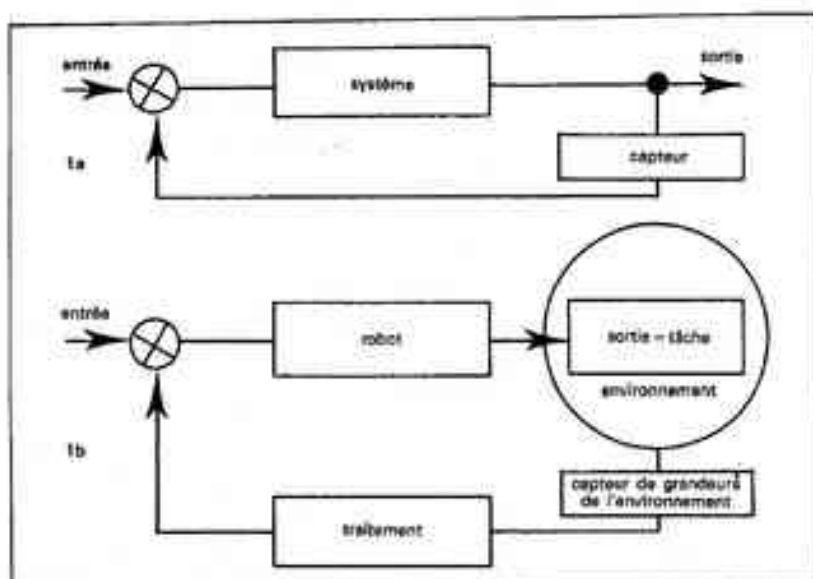 entrée
sortie
système
capteur
1a
entrée
robot
sortie – tâche
environnement
1b
capteur de grandeurs
de l'environnement
traitement